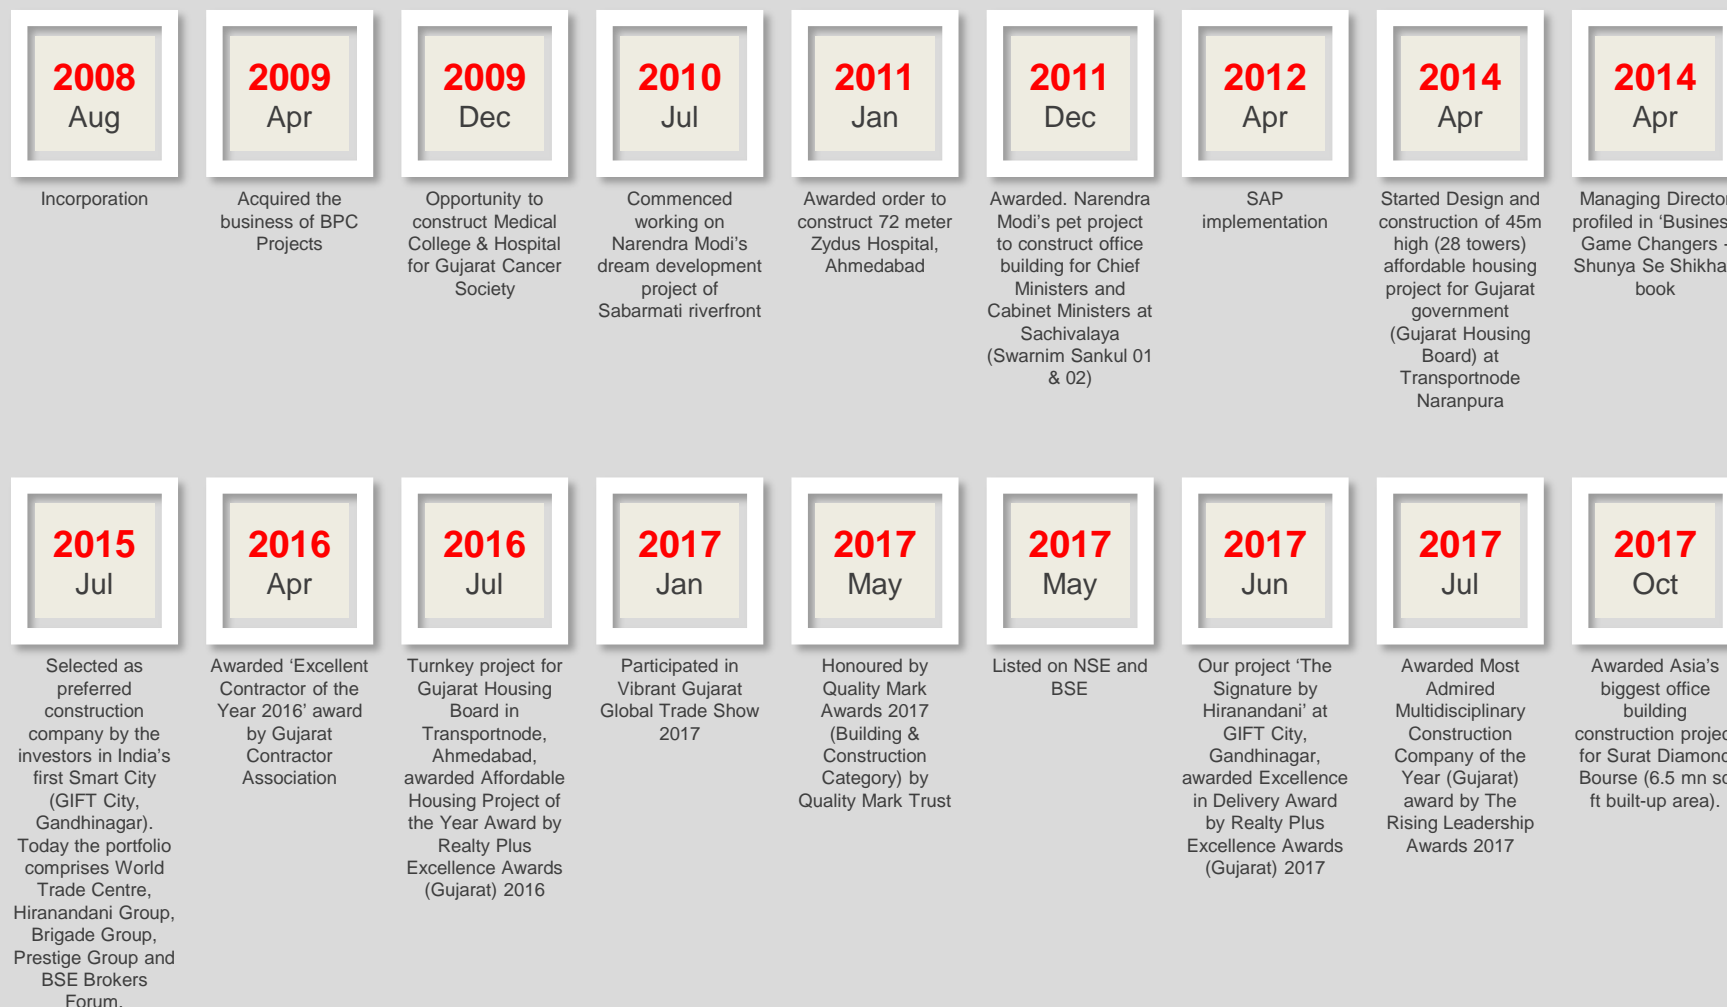 2008
Aug
Incorporation
2009
Apr
Acquired the
business of BPC
Projects
2009
Dec
Opportunity to
construct Medical
College & Hospital
for Gujarat Cancer
Society
2010
Jul
Commenced
working on
Narendra Modi’s
dream development
project of
Sabarmati riverfront
2011
Jan
Awarded order to
construct 72 meter
Zydus Hospital,
Ahmedabad
2011
Dec
Awarded. Narendra
Modi’s pet project
to construct office
building for Chief
Ministers and
Cabinet Ministers at
Sachivalaya
(Swarnim Sankul 01
& 02)
2012
Apr
SAP
implementation
2014
Apr
Started Design and
construction of 45m
high (28 towers)
affordable housing
project for Gujarat
government
(Gujarat Housing
Board) at
Transportnode
Naranpura
2014
Apr
Managing Director
profiled in ‘Business
Game Changers -
Shunya Se
book
2015
Jul
Selected as
preferred
construction
company by the
investors in India’s
first Smart City
(GIFT City,
Gandhinagar).
Today the portfolio
comprises World
Trade Centre,
Hiranandani Group,
Brigade Group,
Prestige Group and
BSE Brokers
Forum.
2016
Apr
Awarded ‘Excellent
Contractor of the
Year 2016’ award
by Gujarat
Contractor
Association
2016
Jul
Turnkey project for
Gujarat Housing
Board in
Transportnode,
Ahmedabad,
awarded Affordable
Housing Project of
the Year Award by
Realty Plus
Excellence Awards
(Gujarat) 2016
2017
Jan
Participated in
Vibrant Gujarat
Global Trade Show
2017
2017
May
Honoured by
Quality Mark
Awards 2017
(Building &
Construction
Category) by
Quality Mark Trust
2017
May
Listed on NSE and
BSE
2017
Jun
Our project ‘The
Signature by
Hiranandani’ at
GIFT City,
Gandhinagar,
awarded Excellence
in Delivery Award
by Realty Plus
Excellence Awards
(Gujarat) 2017
2017
Jul
Awarded Most
Admired
Multidisciplinary
Construction
Company of the
Year (Gujarat)
award by The
Rising Leadership
Awards 2017
2017
Oct
Awarded Asia’s
biggest office
building
construction project
for Surat Diamond
Bourse (6.5 mn sq
ft built-up area).